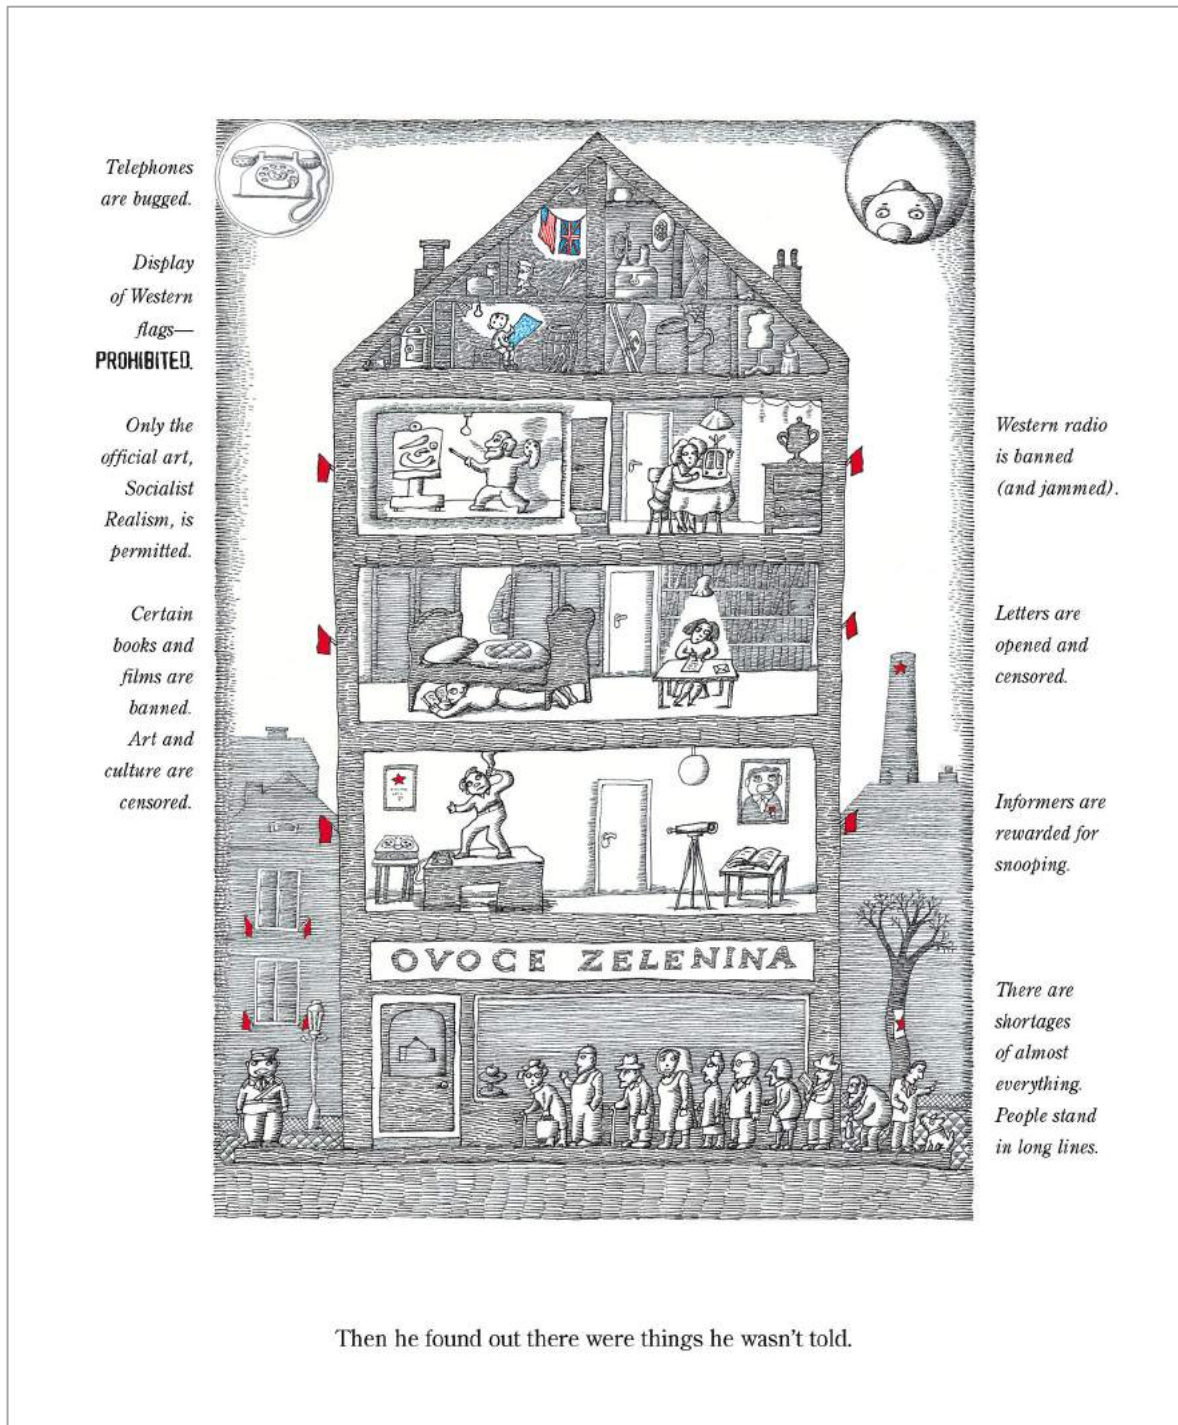 Telephones
are bugged.
Display
of Western
flags—
PROHIBITED.
Only the
official art,
Socialist
Realism, is
permitted.
Certain
books and
films are
banned.
Art and
culture are
censored.
Western radio
is banned
(and jammed).
Letters are
opened and
censored.
Informers are
rewarded for
snooping.
There are
shortages
of almost
everything.
People stand
in long lines.
OVOCE ZELENINA
Then he found out there were things he wasn't told.